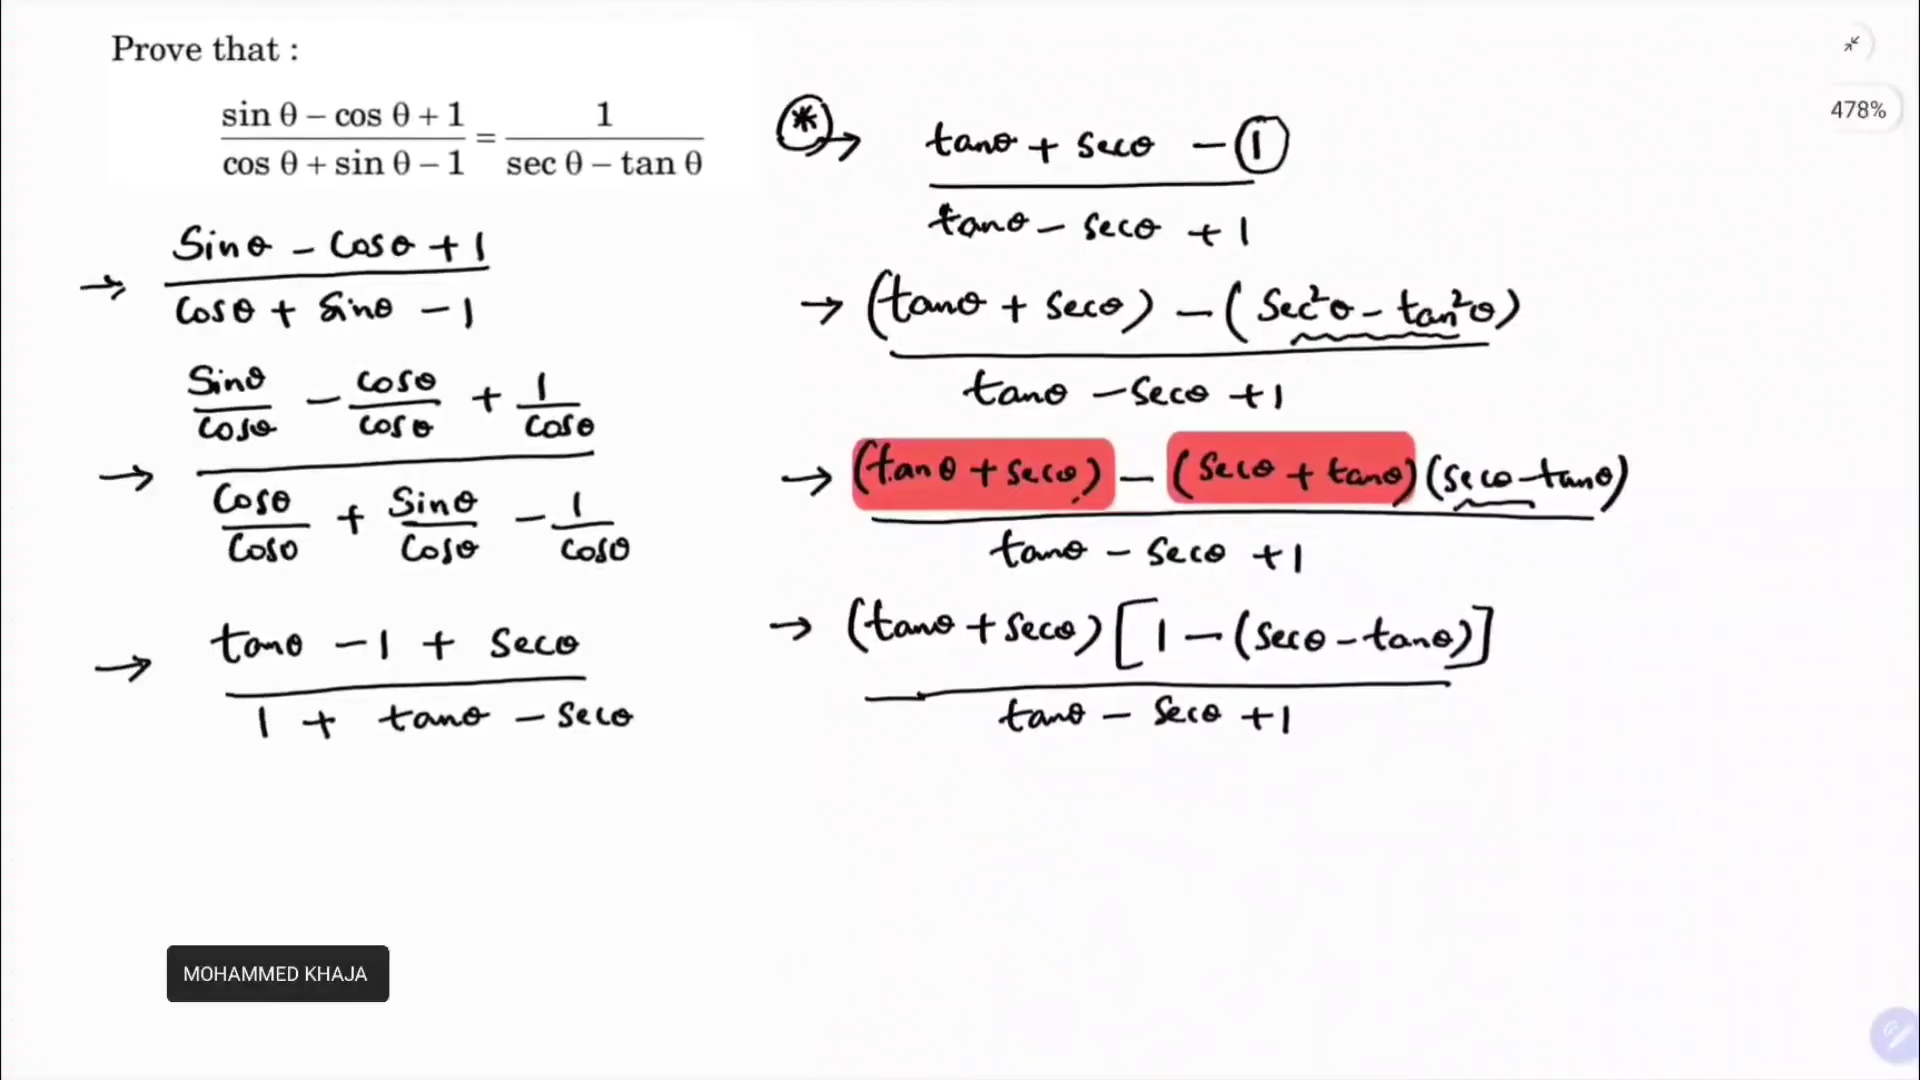 Prove that :
sin θ – cos θ + 1
cos θ + sin θ – 1
=
1
sec θ – tan θ
→ Sinθ - Cosθ + 1
Cosθ + Sinθ - 1
→ Sinθ/Cosθ - Cosθ/Cosθ + 1/Cosθ
Cosθ/Cosθ + Sinθ/Cosθ - 1/Cosθ
→ tanθ - 1 + Secθ
1 + tanθ - Secθ
* → tanθ + Secθ - 1
tanθ - Secθ + 1
→ (tanθ + Secθ) - (Sec²θ - tan²θ)
tanθ - Secθ + 1
→ (tanθ + Secθ) - (Secθ + tanθ)(Secθ - tanθ)
tanθ - Secθ + 1
→ (tanθ + Secθ)[1 - (Secθ - tanθ)]
tanθ - Secθ + 1
478%
MOHAMMED KHAJA